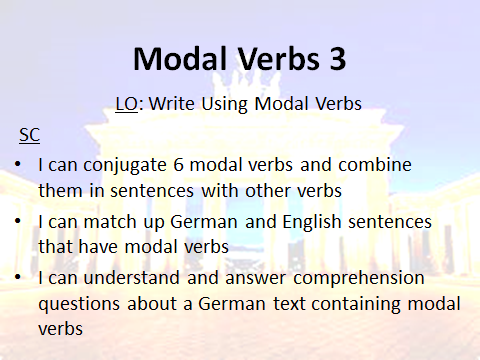 Modal Verbs 3
LO: Write Using Modal Verbs
SC
• I can conjugate 6 modal verbs and combine
them in sentences with other verbs
• I can match up German and English sentences
that have modal verbs
• I can understand and answer comprehension
questions about a German text containing modal
verbs